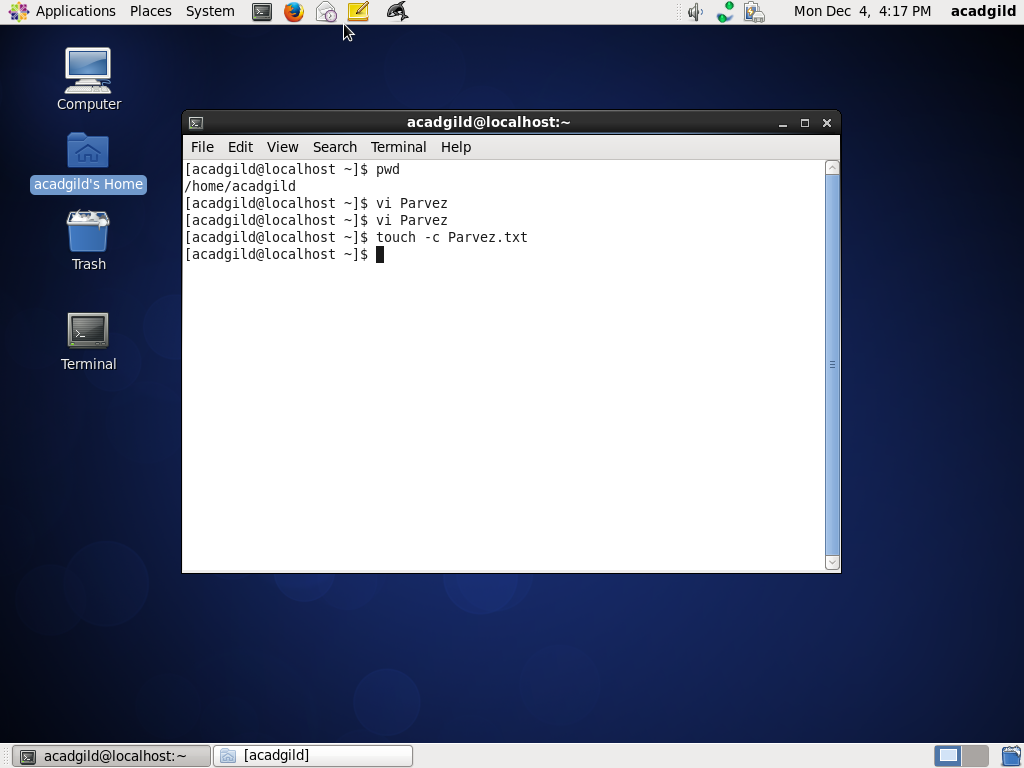 Applications Places System Mon Dec 4, 4:17 PM acadgild
Computer
acadgild's Home
Trash
Terminal
acadgild@localhost:~
File Edit View Search Terminal Help
[acadgild@localhost ~]$ pwd
/home/acadgild
[acadgild@localhost ~]$ vi Parvez
[acadgild@localhost ~]$ vi Parvez
[acadgild@localhost ~]$ touch -c Parvez.txt
[acadgild@localhost ~]$
acadgild@localhost:~ [acadgild]